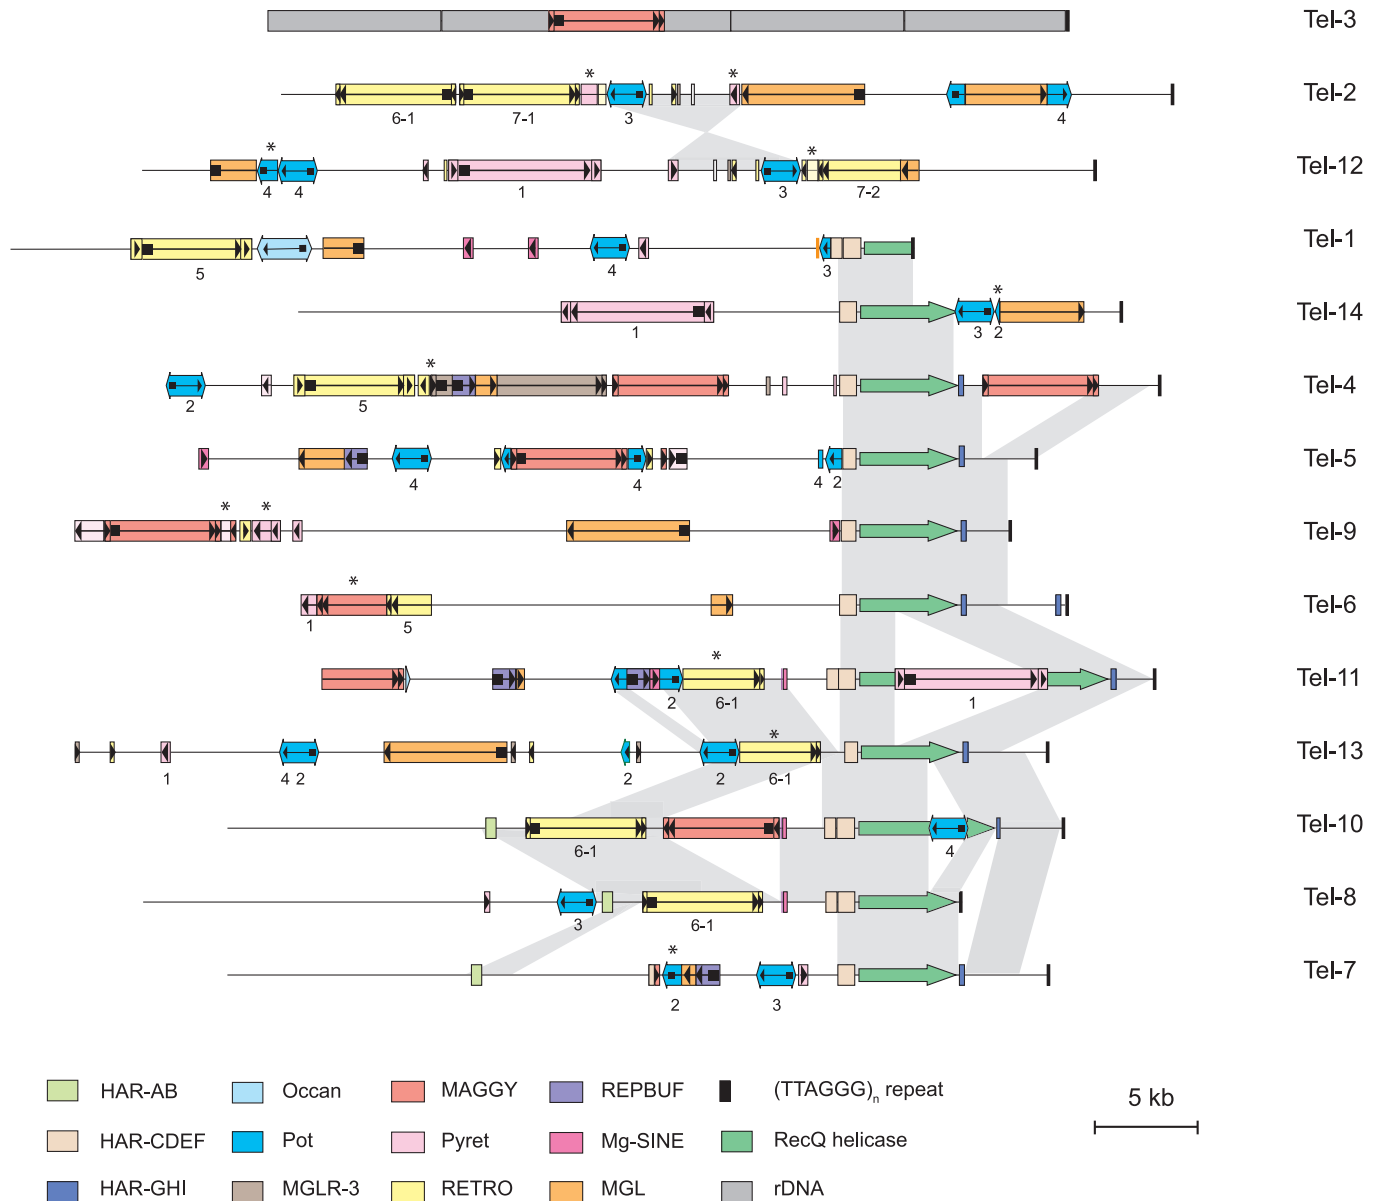 Tel-3
* * Tel-2
6-1 7-1 3 4
* * Tel-12
4 4 1 3 7-2
Tel-1
5 4 3
* Tel-14
1 3 2
* Tel-4
2 5
Tel-5
4 4 4 2
* * Tel-9
* Tel-6
1 5
* Tel-11
2 6-1 1
* Tel-13
1 4 2 2 2 6-1
Tel-10
6-1 4
Tel-8
3 6-1
* Tel-7
2 3
HAR-AB Occan MAGGY REPBUF (TTAGGG)n repeat 5 kb
HAR-CDEF Pot Pyret Mg-SINE RecQ helicase
HAR-GHI MGLR-3 RETRO MGL rDNA